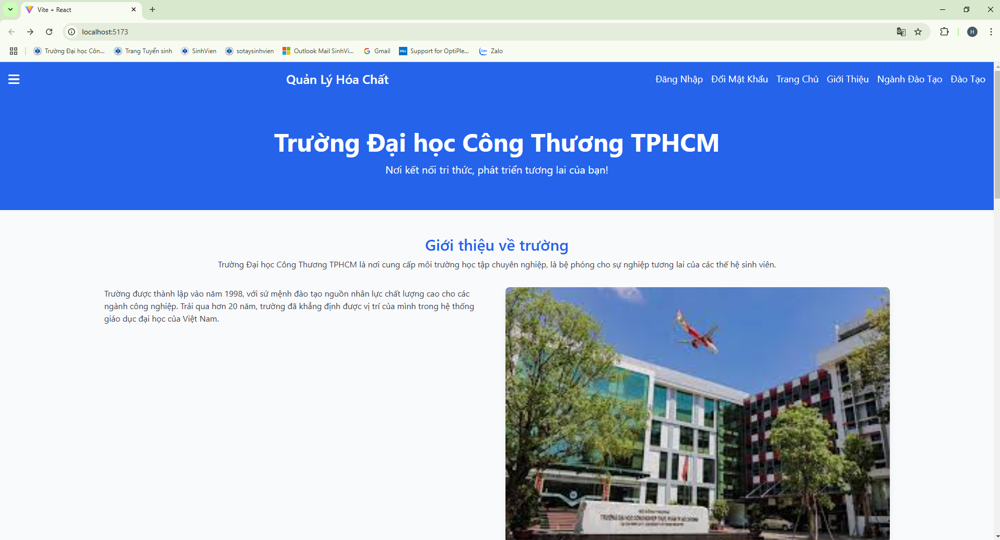 Vite + React
localhost:5173
Trường Đại học Côn...
Trang Tuyển sinh
SinhVien
sotaysinhvien
Outlook Mail SinhVi...
Gmail
Support for OptiPle...
Zalo
H
Quản Lý Hóa Chất
Đăng Nhập
Đổi Mật Khẩu
Trang Chủ
Giới Thiệu
Ngành Đào Tạo
Đào Tạo
Trường Đại học Công Thương TPHCM
Nơi kết nối tri thức, phát triển tương lai của bạn!
Giới thiệu về trường
Trường Đại học Công Thương TPHCM là nơi cung cấp môi trường học tập chuyên nghiệp, là bệ phóng cho sự nghiệp tương lai của các thế hệ sinh viên.
Trường được thành lập vào năm 1998, với sứ mệnh đào tạo nguồn nhân lực chất lượng cao cho các
ngành công nghiệp. Trải qua hơn 20 năm, trường đã khẳng định được vị trí của mình trong hệ thống
giáo dục đại học của Việt Nam.
TRƯỜNG ĐẠI HỌC CÔNG NGHIỆP THỰC PHẨM